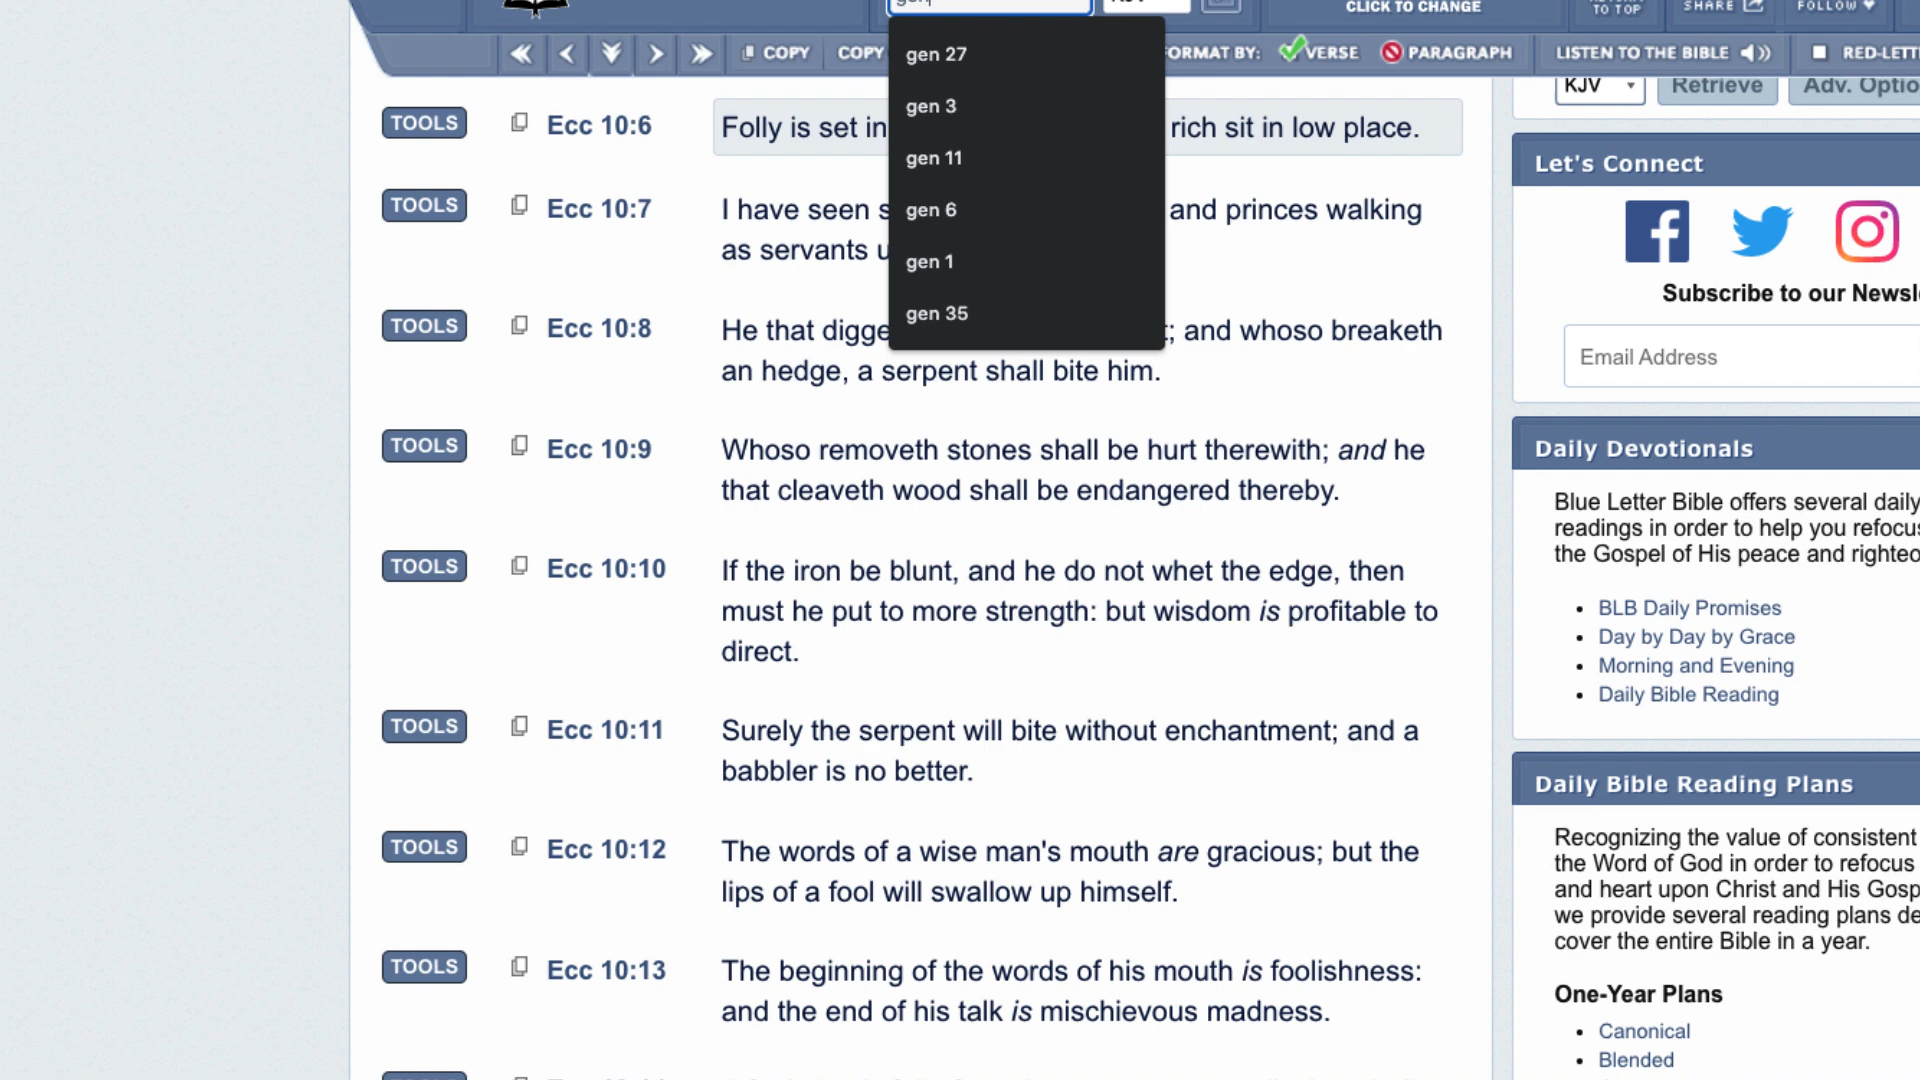 CLICK TO CHANGE
TO TOP
SHARE
FOLLOW
COPY
COPY
FORMAT BY:
VERSE
PARAGRAPH
LISTEN TO THE BIBLE
RED-LETT
gen 27
gen 3
gen 11
gen 6
gen 1
gen 35
TOOLS
Ecc 10:6
Folly is set in
rich sit in low place.
TOOLS
Ecc 10:7
I have seen s
and princes walking
as servants u
TOOLS
Ecc 10:8
He that digge
; and whoso breaketh
an hedge, a serpent shall bite him.
TOOLS
Ecc 10:9
Whoso removeth stones shall be hurt therewith; and he
that cleaveth wood shall be endangered thereby.
TOOLS
Ecc 10:10
If the iron be blunt, and he do not whet the edge, then
must he put to more strength: but wisdom is profitable to
direct.
TOOLS
Ecc 10:11
Surely the serpent will bite without enchantment; and a
babbler is no better.
TOOLS
Ecc 10:12
The words of a wise man's mouth are gracious; but the
lips of a fool will swallow up himself.
TOOLS
Ecc 10:13
The beginning of the words of his mouth is foolishness:
and the end of his talk is mischievous madness.
KJV
Retrieve
Adv. Optio
Let's Connect
Subscribe to our Newsl
Email Address
Daily Devotionals
Blue Letter Bible offers several daily
readings in order to help you refocus
the Gospel of His peace and righteo
BLB Daily Promises
Day by Day by Grace
Morning and Evening
Daily Bible Reading
Daily Bible Reading Plans
Recognizing the value of consistent
the Word of God in order to refocus
and heart upon Christ and His Gosp
we provide several reading plans de
cover the entire Bible in a year.
One-Year Plans
Canonical
Blended